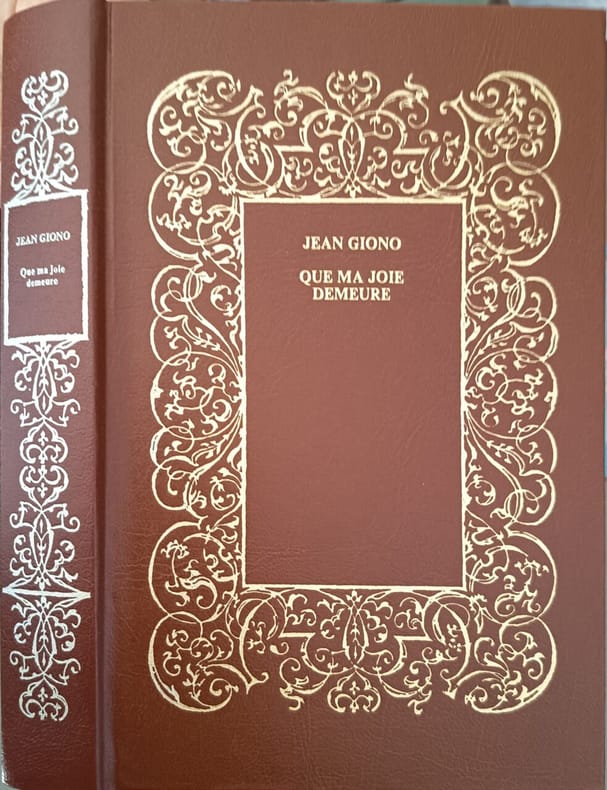 JEAN GIONO
Que ma joie
demeure
JEAN GIONO
QUE MA JOIE
DEMEURE